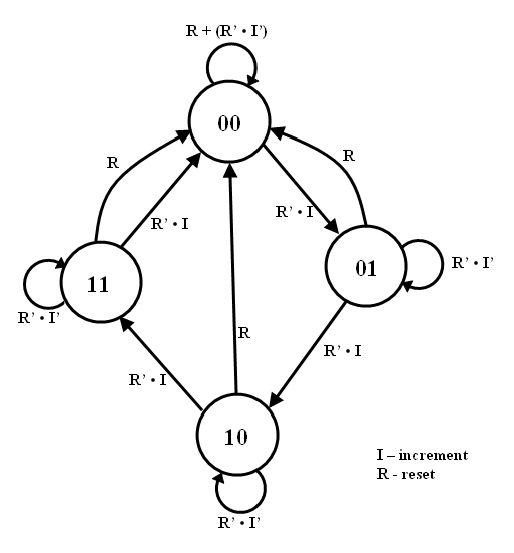 R + (R’ • I’)
00
R
R
R’ • I
R’ • I
01
R’ • I’
11
R’ • I’
R
R’ • I
R’ • I
10
I – increment
R - reset
R’ • I’